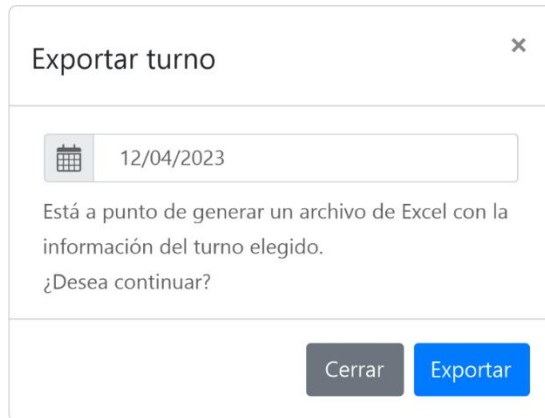 Exportar turno
×
12/04/2023
Está a punto de generar un archivo de Excel con la
información del turno elegido.
¿Desea continuar?
Cerrar
Exportar